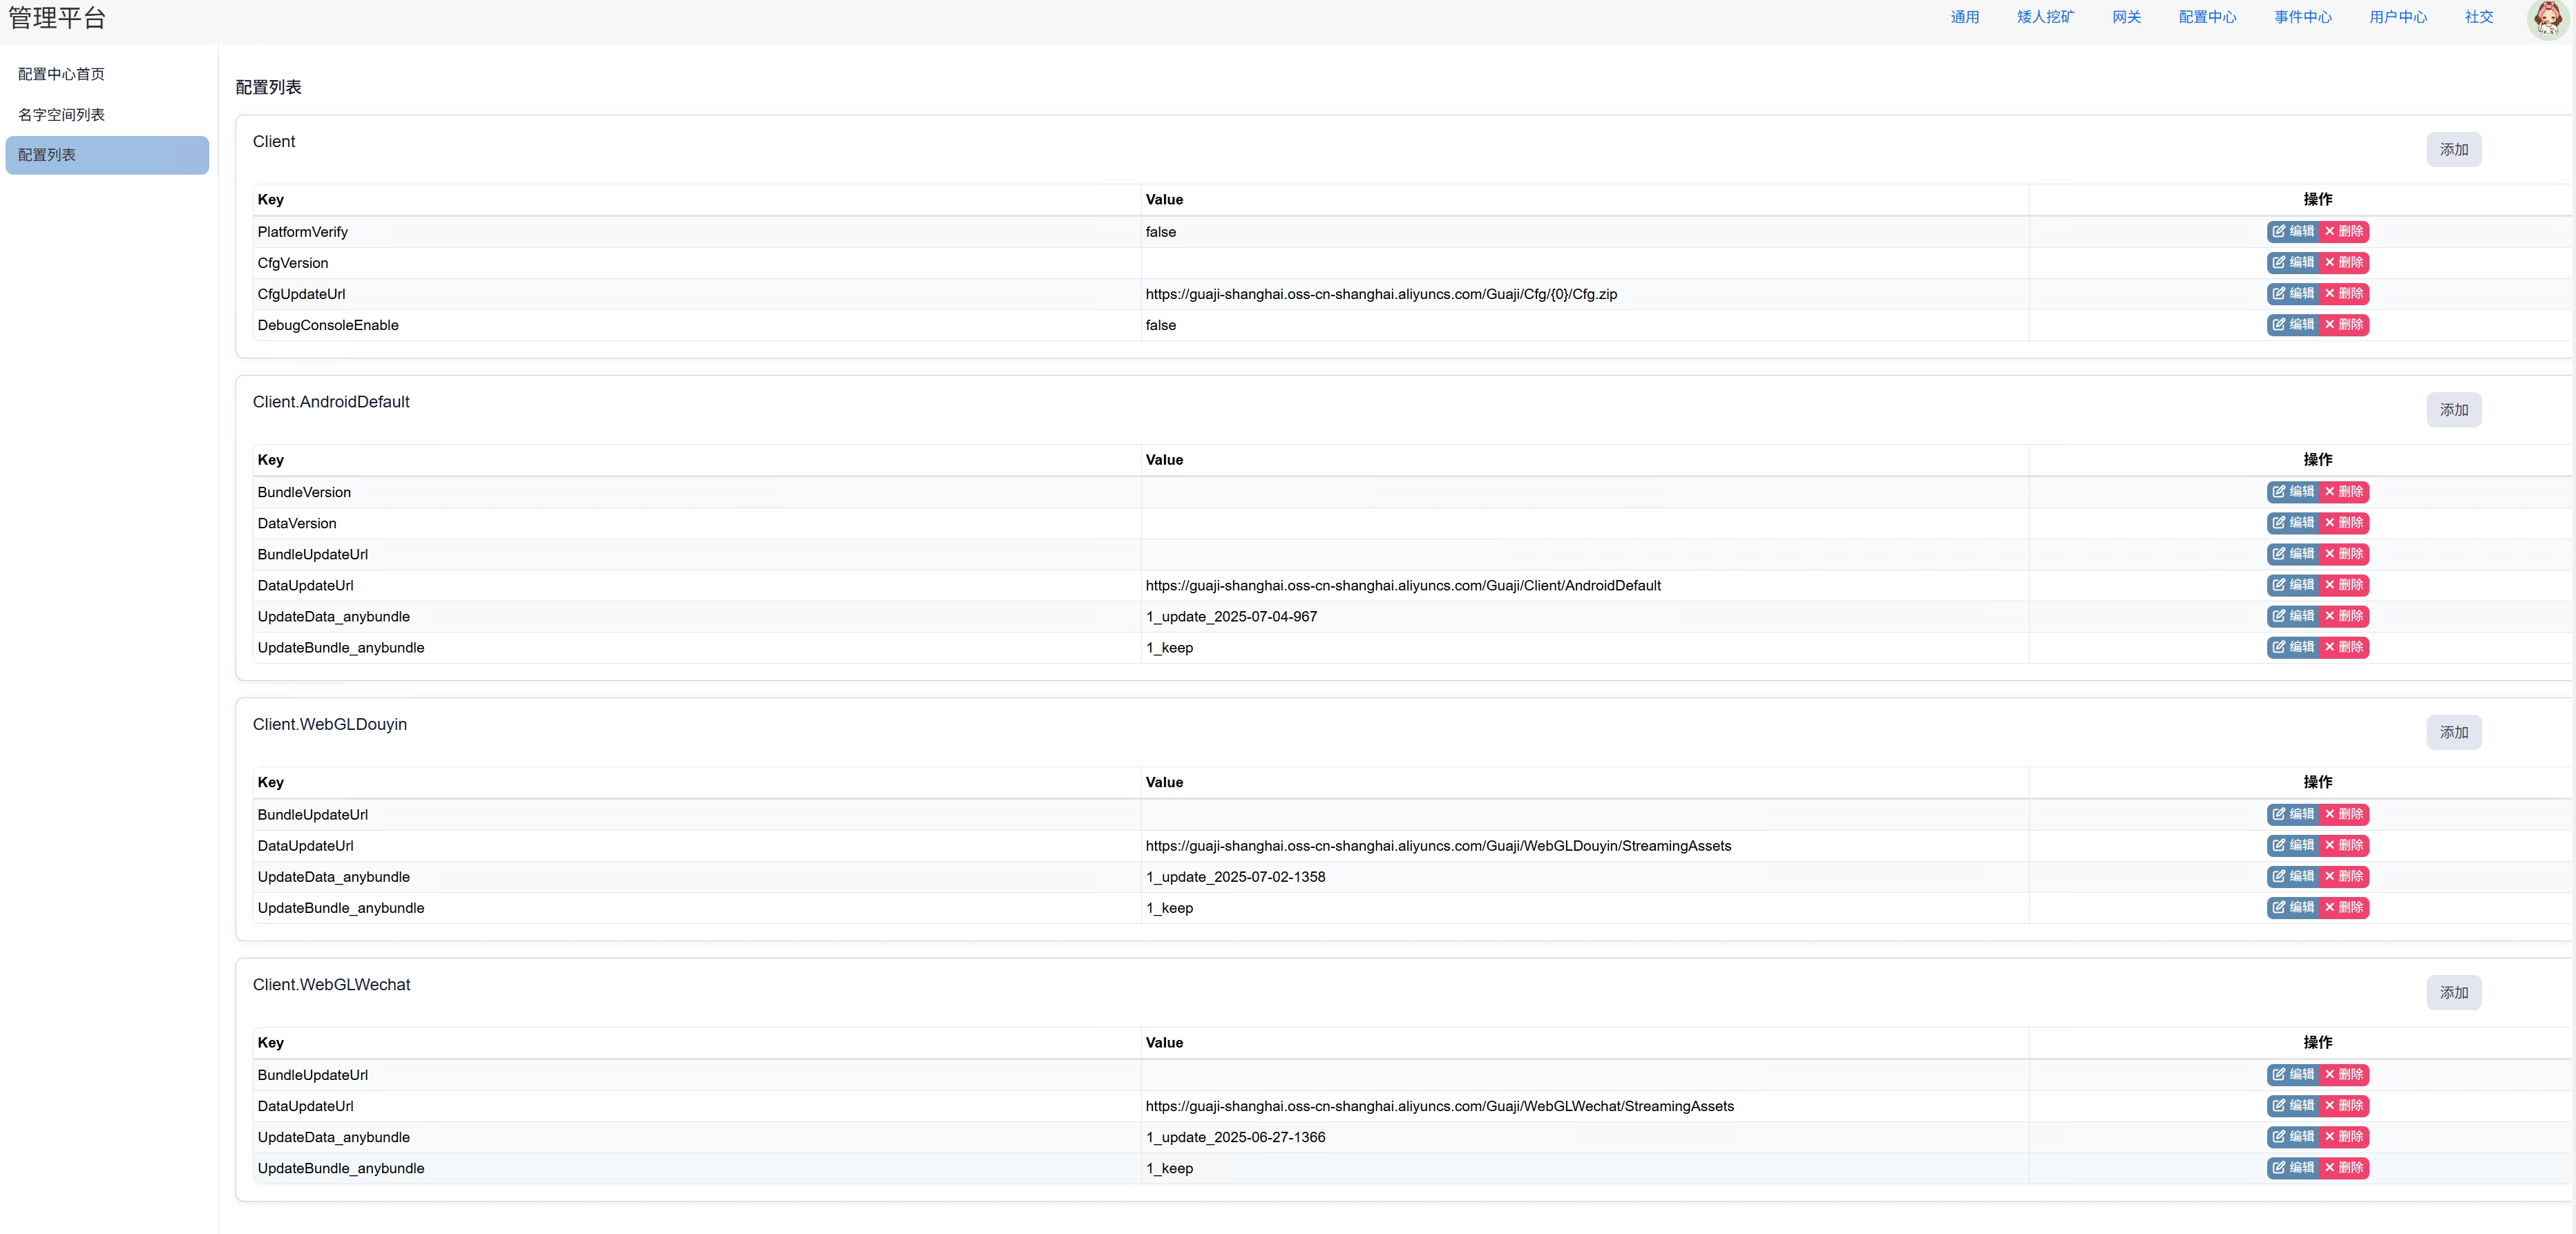 管理平台
通用 矮人挖矿 网关 配置中心 事件中心 用户中心 社交
配置中心首页
名字空间列表
配置列表
配置列表
Client
添加
Key Value 操作
PlatformVerify false 编辑 删除
CfgVersion 编辑 删除
CfgUpdateUrl https://guaji-shanghai.oss-cn-shanghai.aliyuncs.com/Guaji/Cfg/{0}/Cfg.zip 编辑 删除
DebugConsoleEnable false 编辑 删除
Client.AndroidDefault
添加
Key Value 操作
BundleVersion 编辑 删除
DataVersion 编辑 删除
BundleUpdateUrl 编辑 删除
DataUpdateUrl https://guaji-shanghai.oss-cn-shanghai.aliyuncs.com/Guaji/Client/AndroidDefault 编辑 删除
UpdateData_anybundle 1_update_2025-07-04-967 编辑 删除
UpdateBundle_anybundle 1_keep 编辑 删除
Client.WebGLDouyin
添加
Key Value 操作
BundleUpdateUrl 编辑 删除
DataUpdateUrl https://guaji-shanghai.oss-cn-shanghai.aliyuncs.com/Guaji/WebGLDouyin/StreamingAssets 编辑 删除
UpdateData_anybundle 1_update_2025-07-02-1358 编辑 删除
UpdateBundle_anybundle 1_keep 编辑 删除
Client.WebGLWechat
添加
Key Value 操作
BundleUpdateUrl 编辑 删除
DataUpdateUrl https://guaji-shanghai.oss-cn-shanghai.aliyuncs.com/Guaji/WebGLWechat/StreamingAssets 编辑 删除
UpdateData_anybundle 1_update_2025-06-27-1366 编辑 删除
UpdateBundle_anybundle 1_keep 编辑 删除